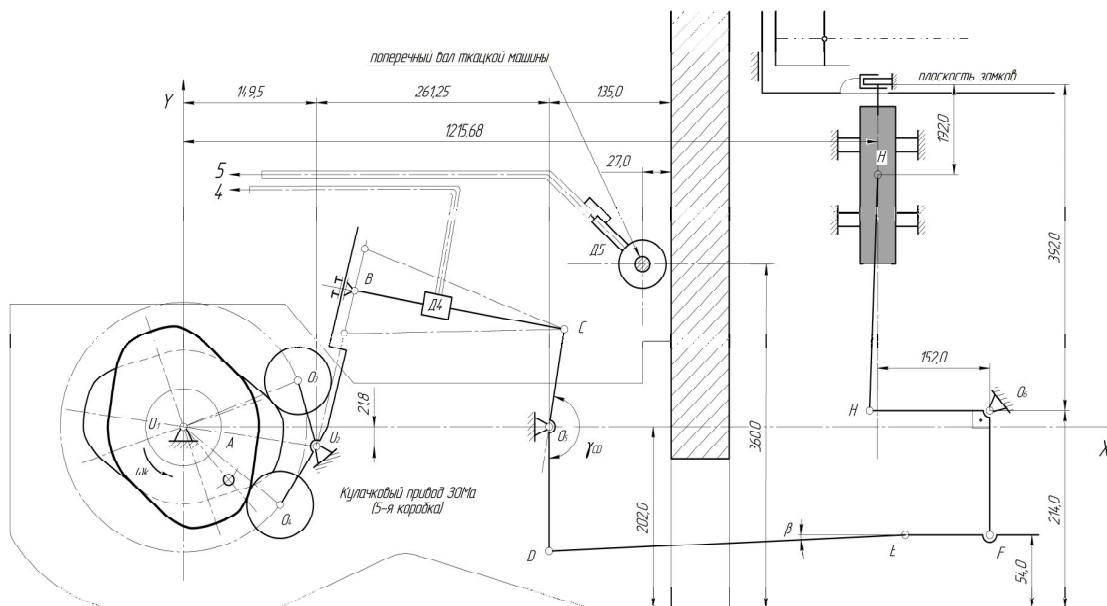 поперечный вал ткацкой машины
плоскость замков
Y
149,5
261,25
135,0
1215,68
27,0
192,0
5
4
H
Д5
B
Д4
392,0
C
152,0
O₃
U₁
A
U₂
21,8
O₅
H
O₆
X
γ_CD
360,0
Кулачковый привод ЗОМа
(5-я коробка)
O₄
202,0
214,0
D
β
E
F
54,0